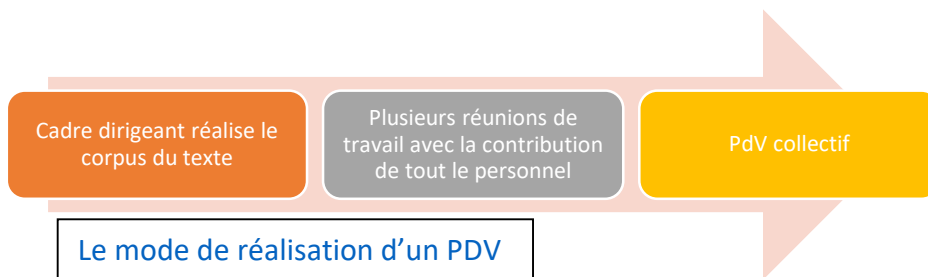 Cadre dirigeant réalise le
corpus du texte
Plusieurs réunions de
travail avec la contribution
de tout le personnel
PdV collectif
Le mode de réalisation d’un PDV